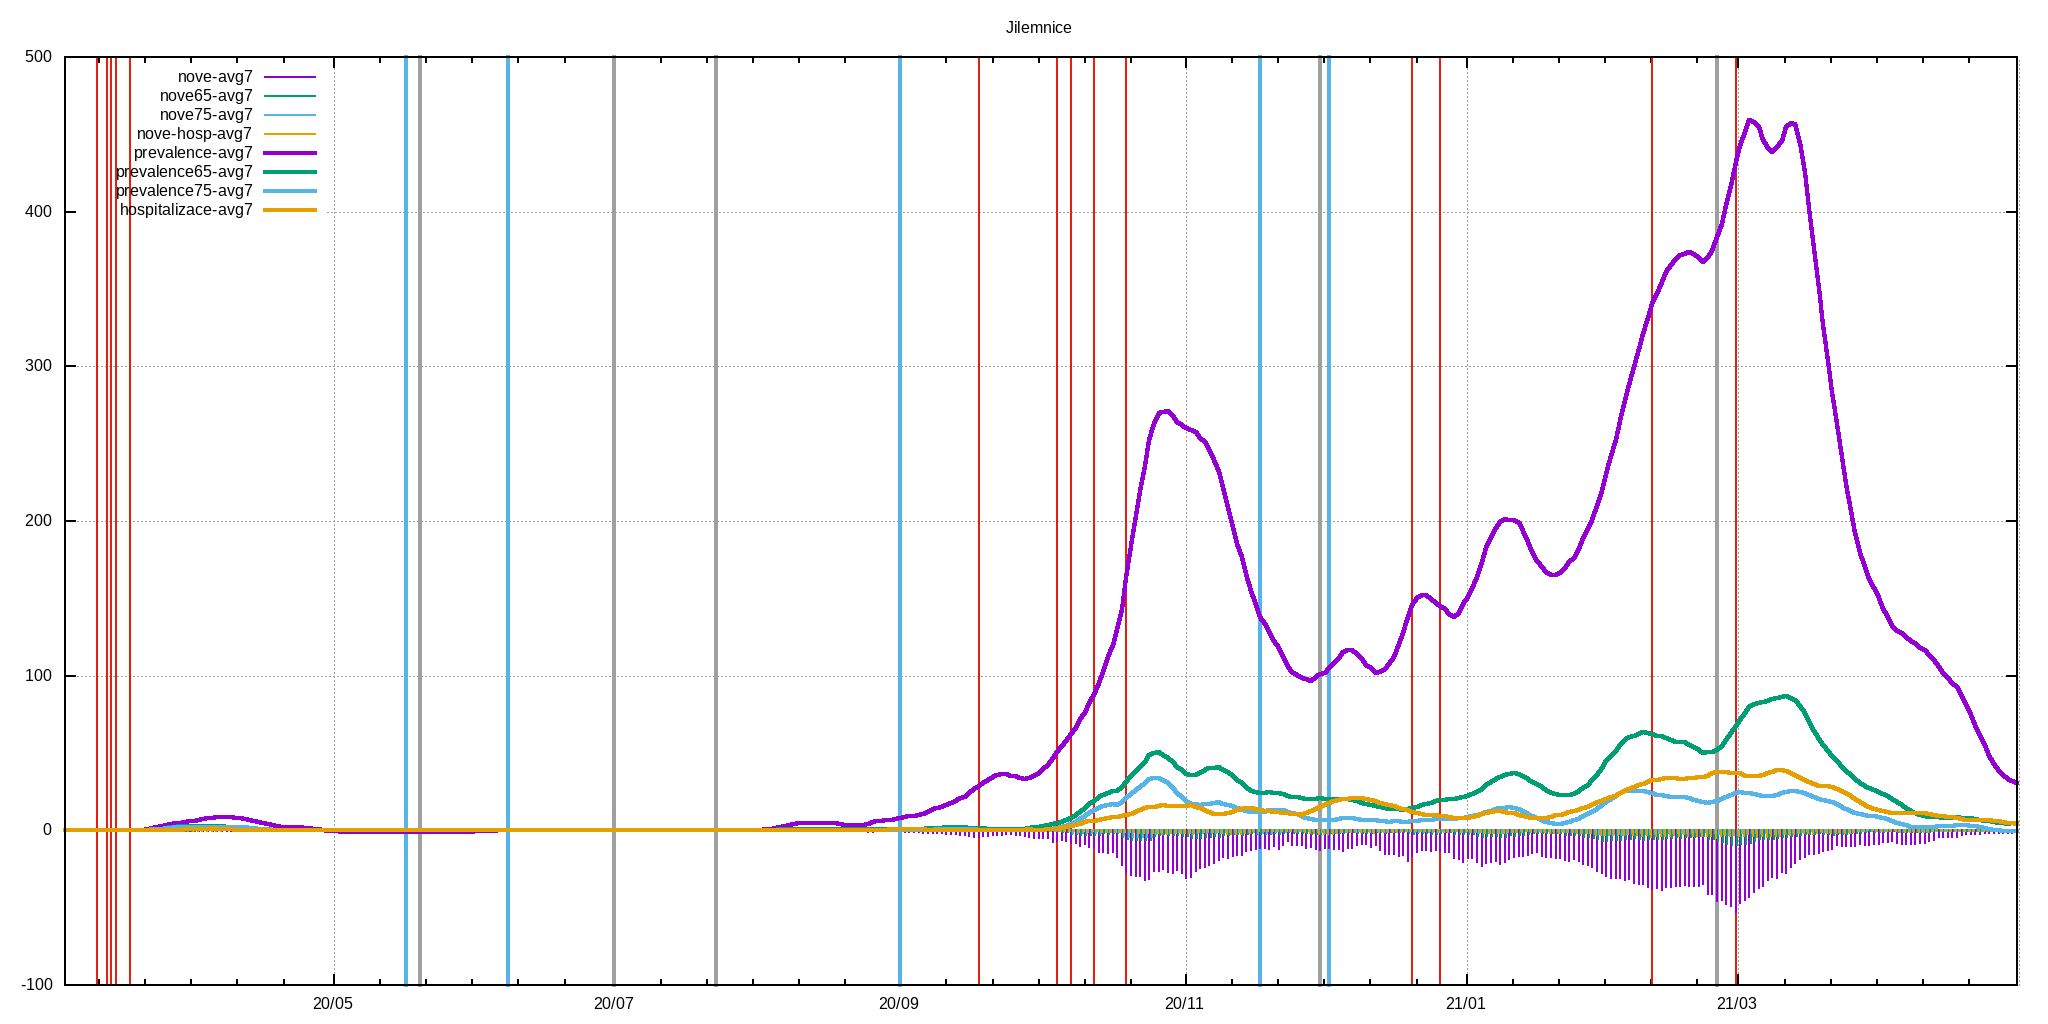 Jilemnice
500
400
300
200
100
0
-100
nove-avg7
nove65-avg7
nove75-avg7
nove-hosp-avg7
prevalence-avg7
prevalence65-avg7
prevalence75-avg7
hospitalizace-avg7
20/05
20/07
20/09
20/11
21/01
21/03